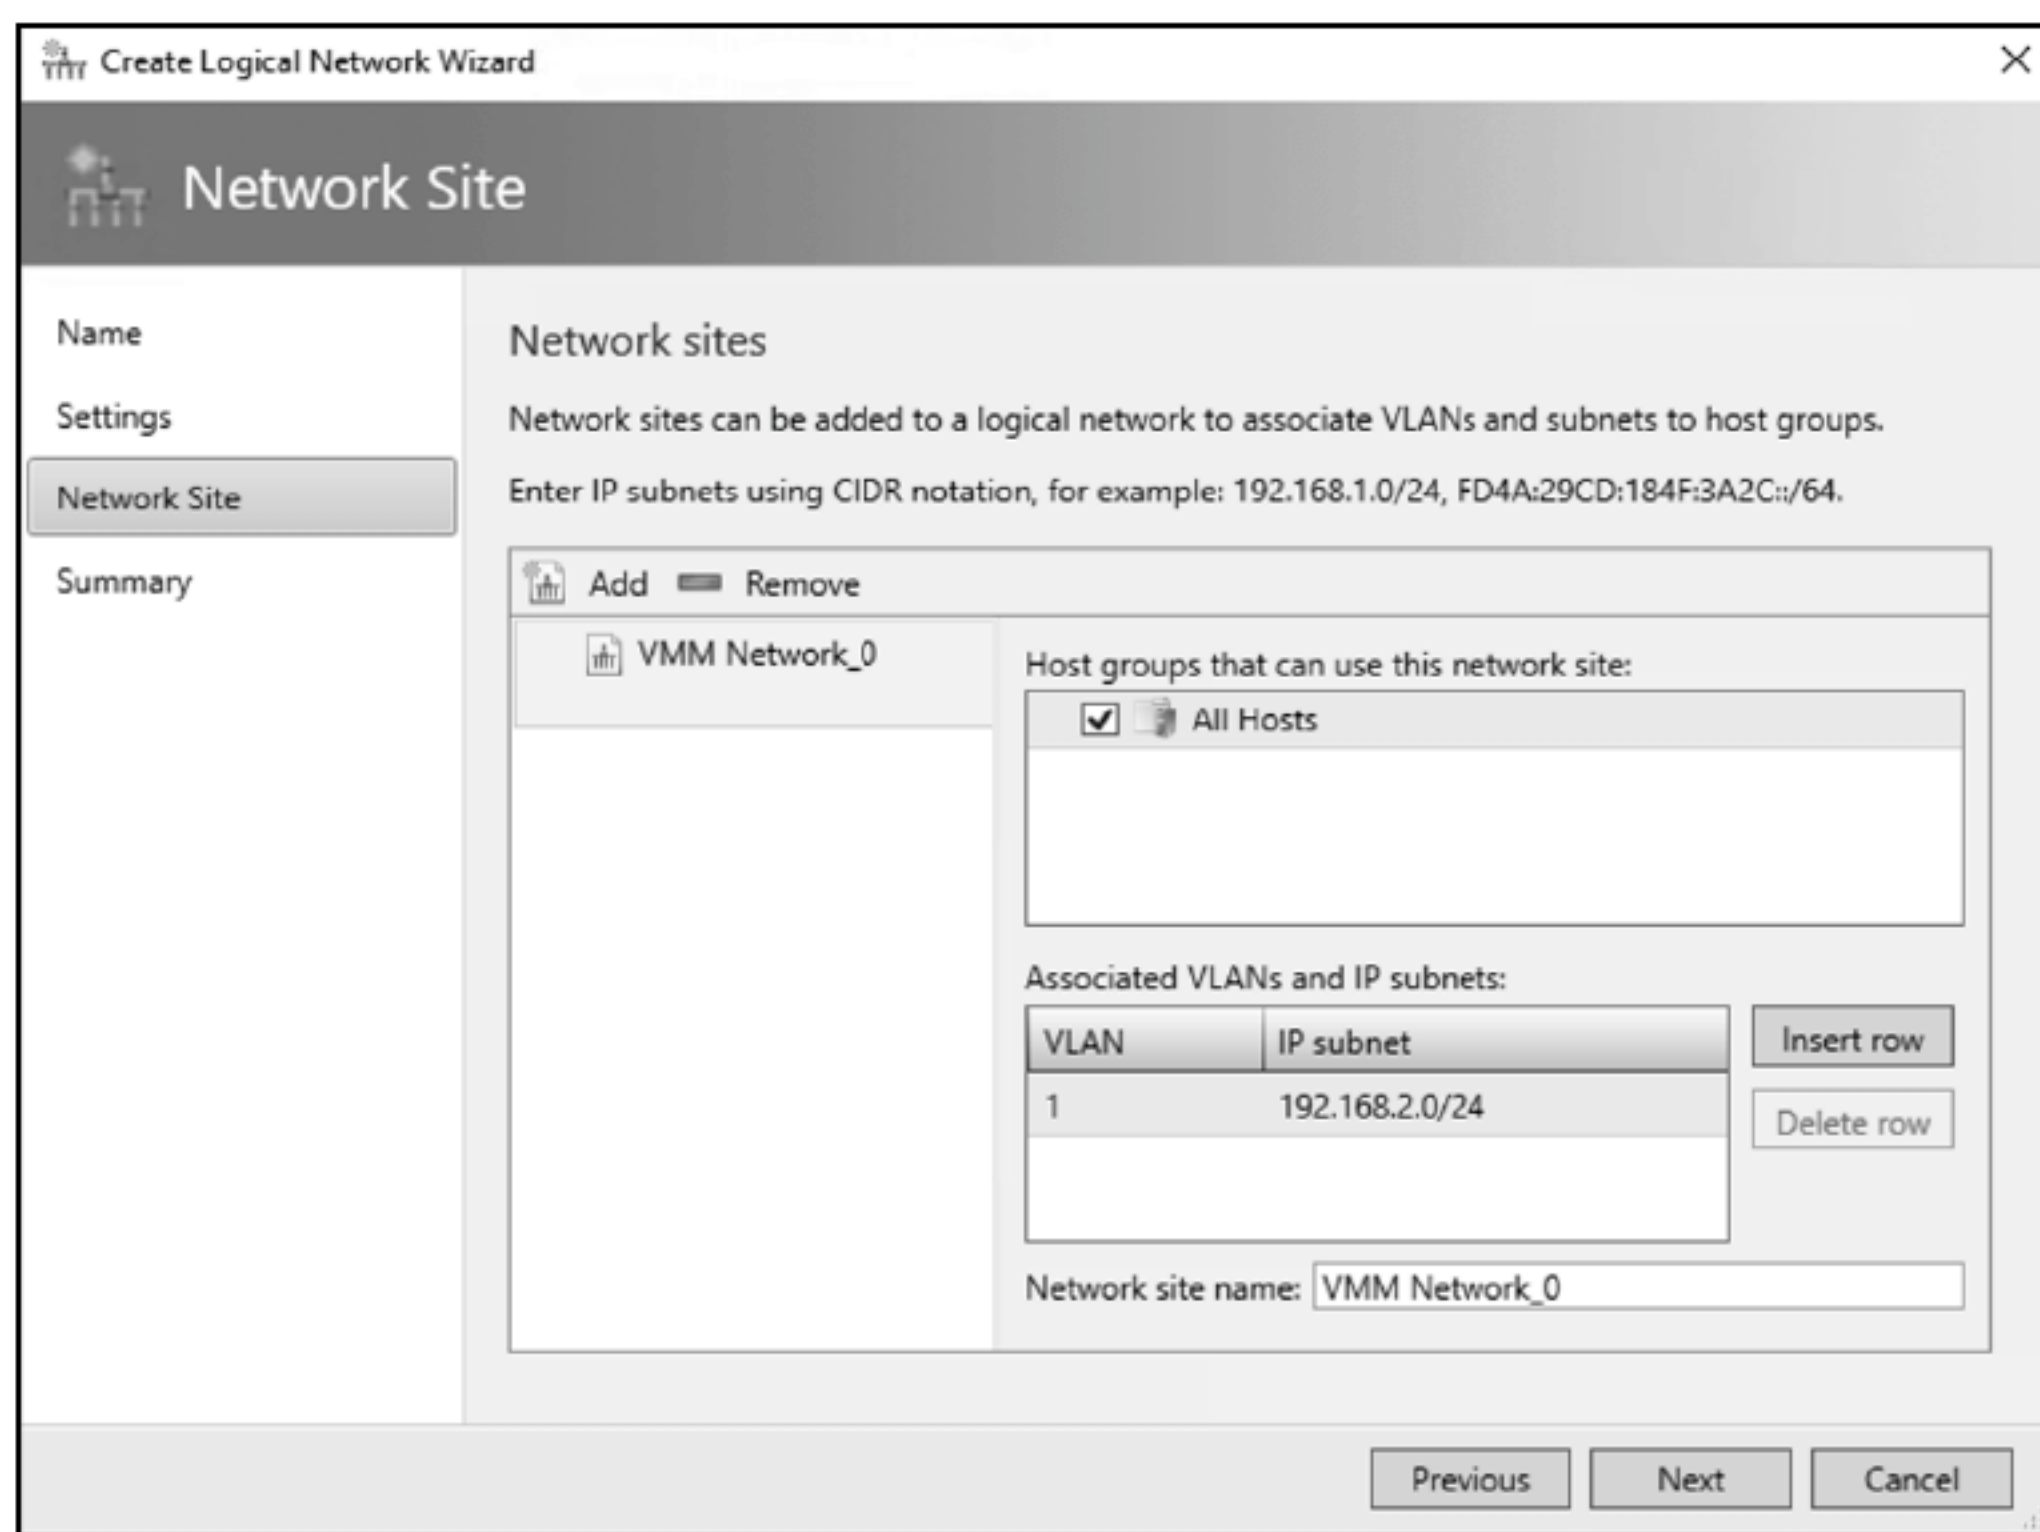 Create Logical Network Wizard
Network Site
Name
Settings
Network Site
Summary
Network sites
Network sites can be added to a logical network to associate VLANs and subnets to host groups.
Enter IP subnets using CIDR notation, for example: 192.168.1.0/24, FD4A:29CD:184F:3A2C::/64.
Add Remove
VMM Network_0
Host groups that can use this network site:
All Hosts
Associated VLANs and IP subnets:
VLAN IP subnet
1 192.168.2.0/24
Insert row
Delete row
Network site name: VMM Network_0
Previous Next Cancel